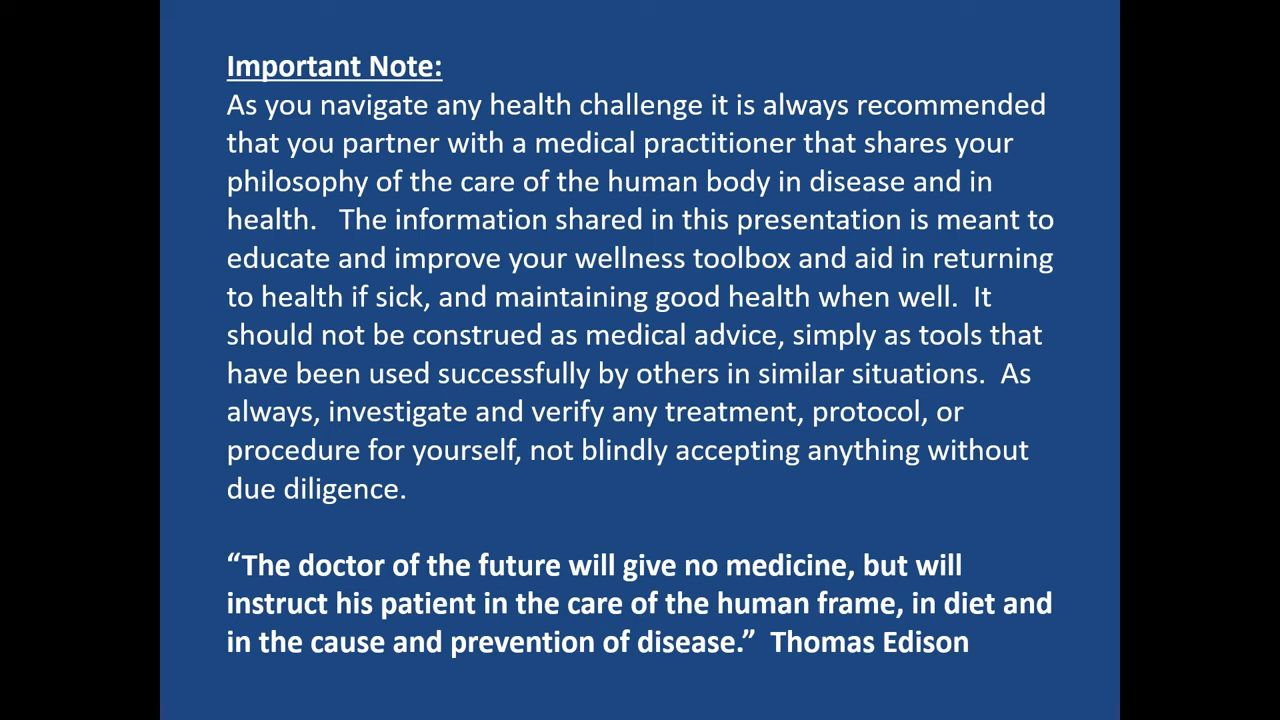 Important Note:
As you navigate any health challenge it is always recommended
that you partner with a medical practitioner that shares your
philosophy of the care of the human body in disease and in
health.   The information shared in this presentation is meant to
educate and improve your wellness toolbox and aid in returning
to health if sick, and maintaining good health when well.  It
should not be construed as medical advice, simply as tools that
have been used successfully by others in similar situations.  As
always, investigate and verify any treatment, protocol, or
procedure for yourself, not blindly accepting anything without
due diligence.
“The doctor of the future will give no medicine, but will
instruct his patient in the care of the human frame, in diet and
in the cause and prevention of disease.”  Thomas Edison